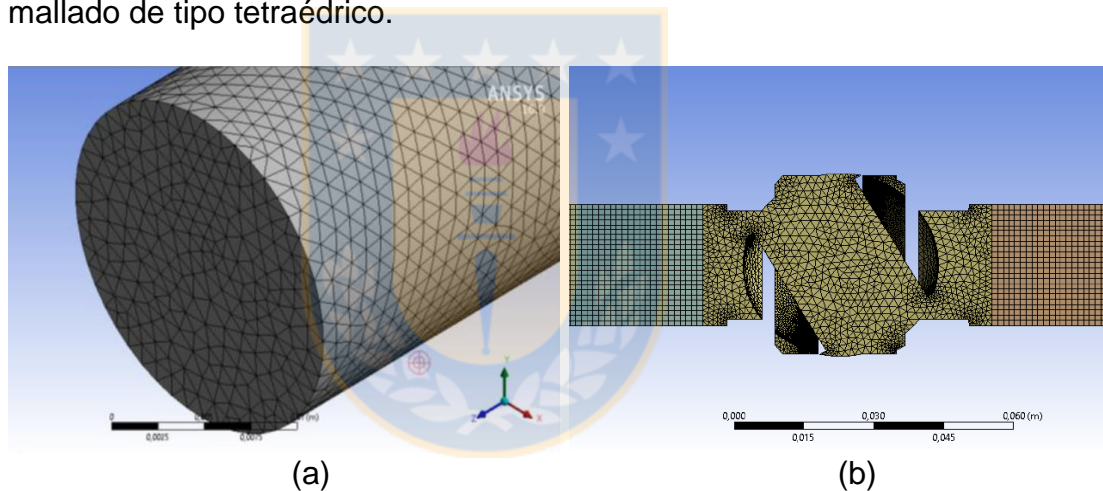 mallado de tipo tetraédrico.
ANSYS
0
0,0025
0,0075
Y
Z
X
0,000
0,030
0,060 (m)
0,015
0,045
(a)
(b)